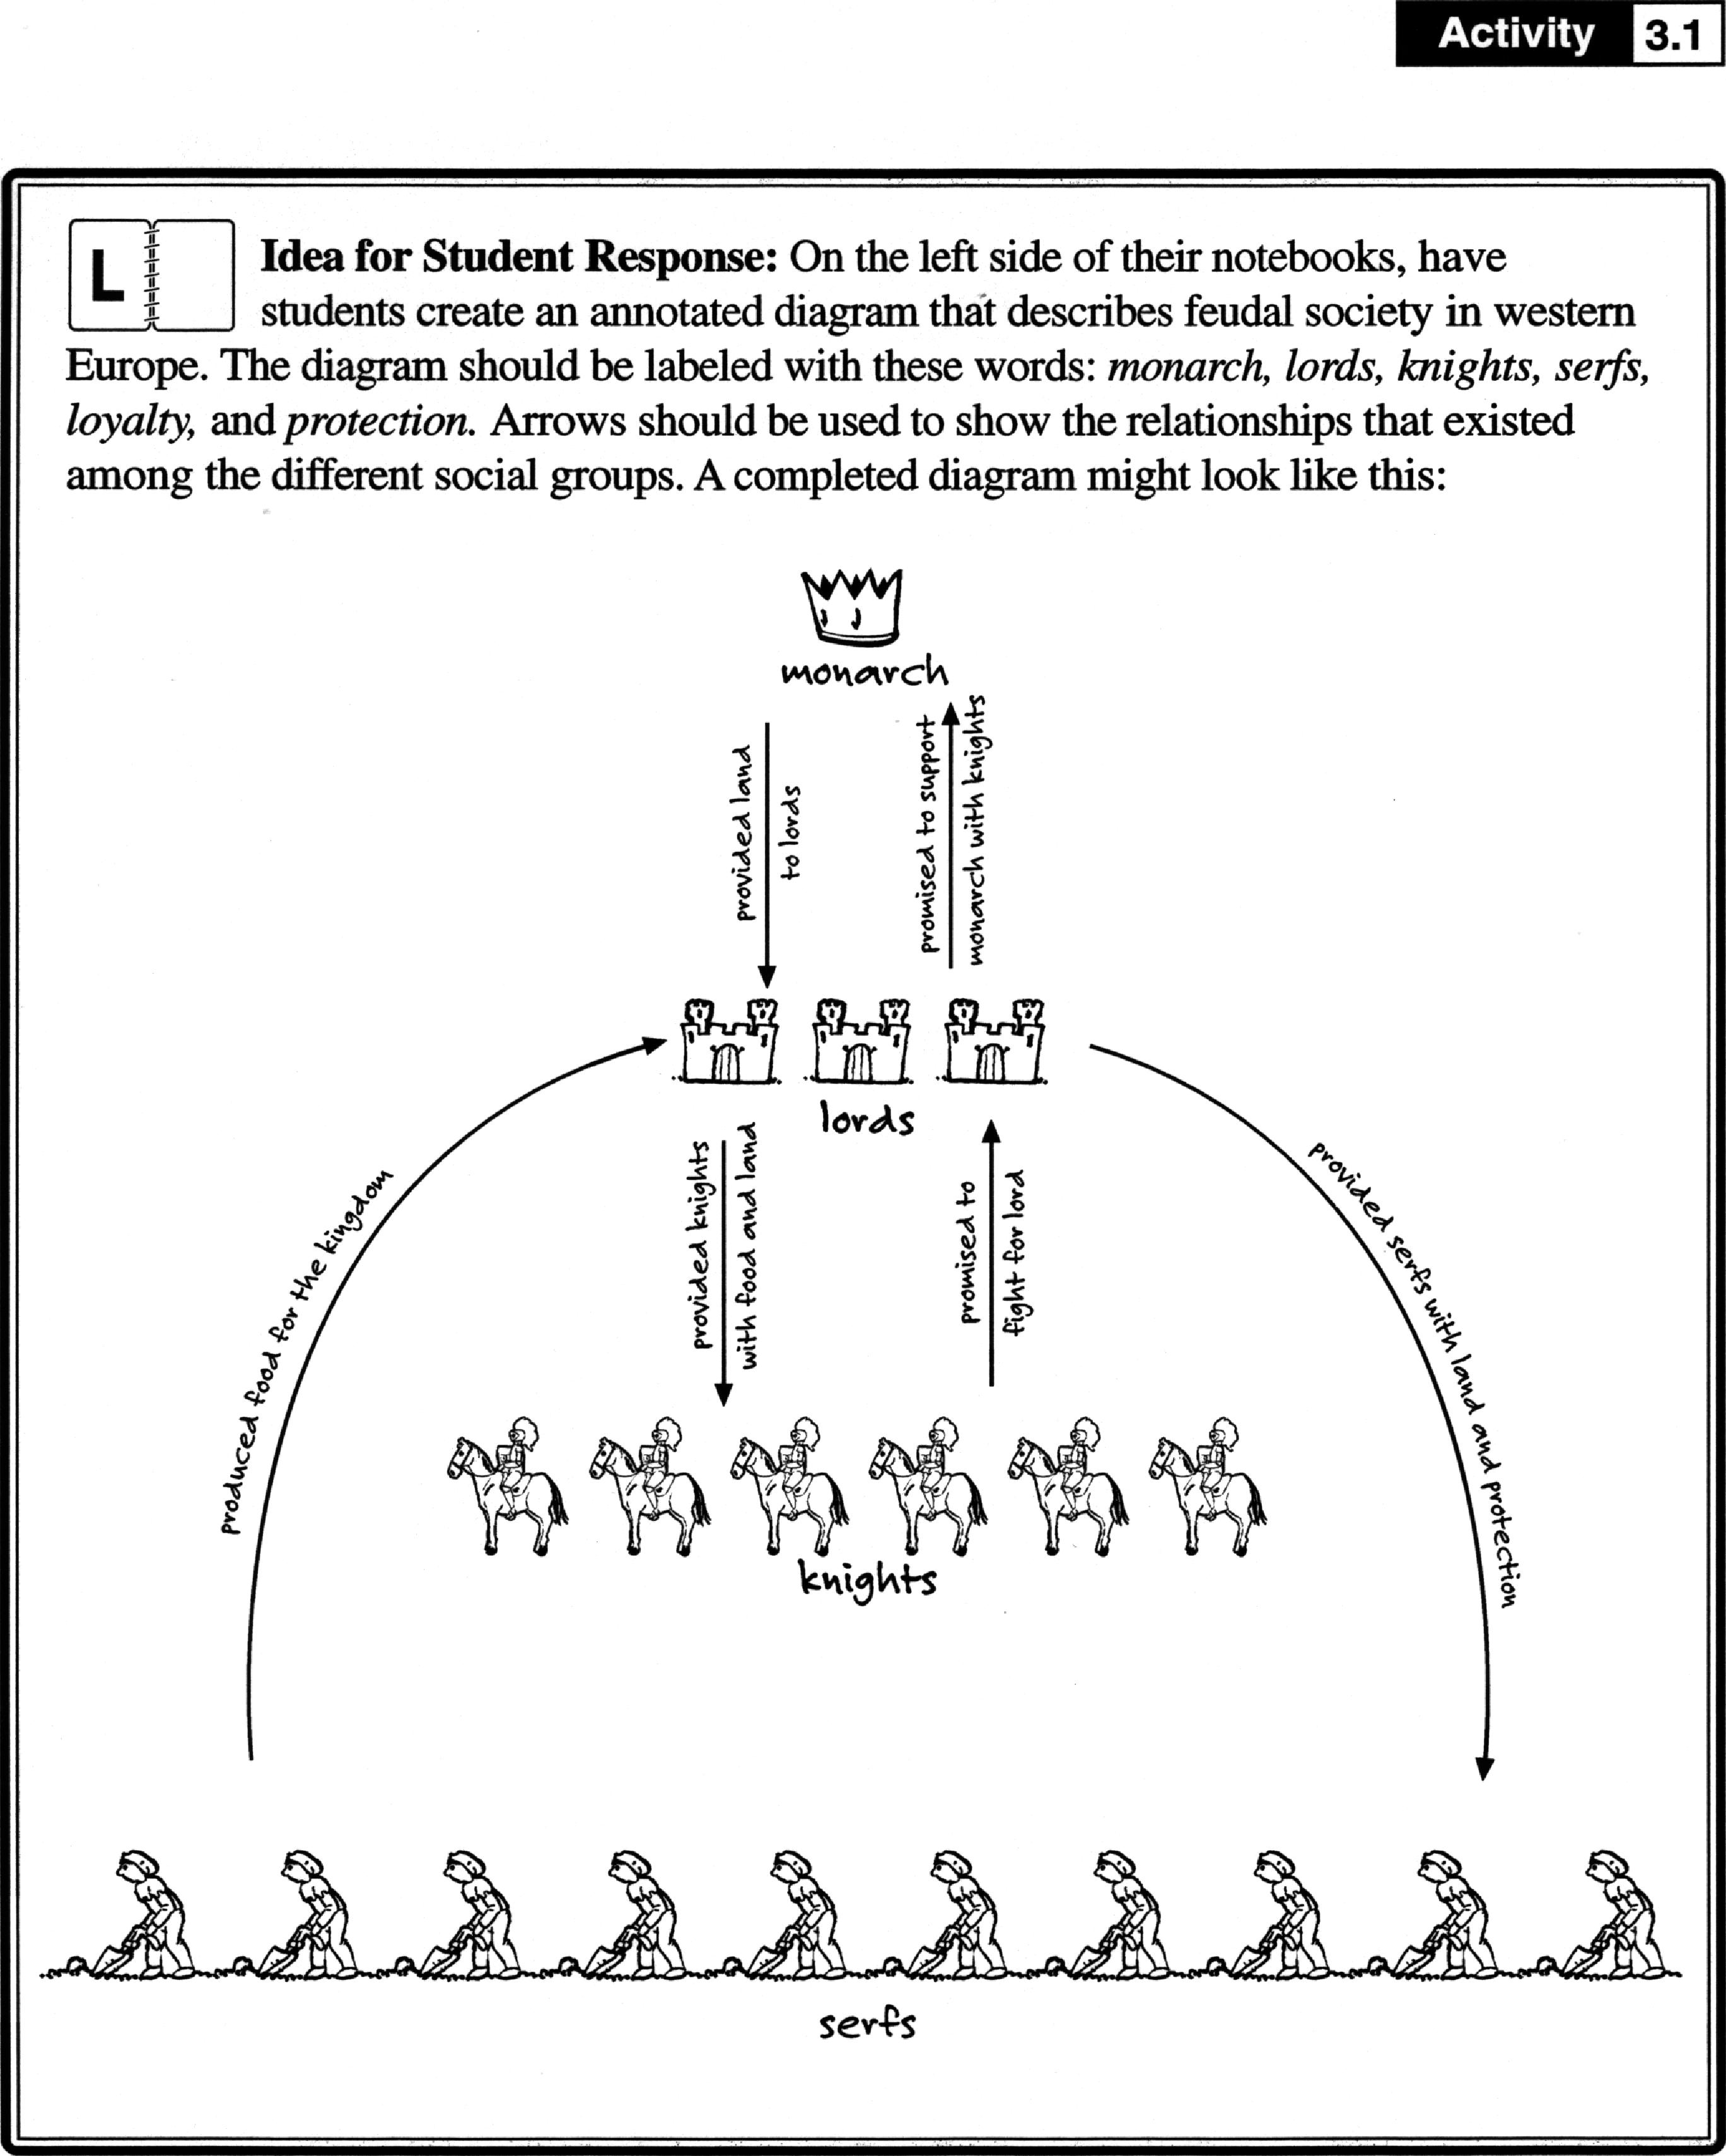 Activity 3.1
L
Idea for Student Response: On the left side of their notebooks, have
students create an annotated diagram that describes feudal society in western
Europe. The diagram should be labeled with these words: monarch, lords, knights, serfs,
loyalty, and protection. Arrows should be used to show the relationships that existed
among the different social groups. A completed diagram might look like this:
monarch
provided land
to lords
promised to support
monarch with knights
lords
provided knights
with food and land
promised to
fight for lord
produced food for the kingdom
provided serfs with land and protection
knights
serfs